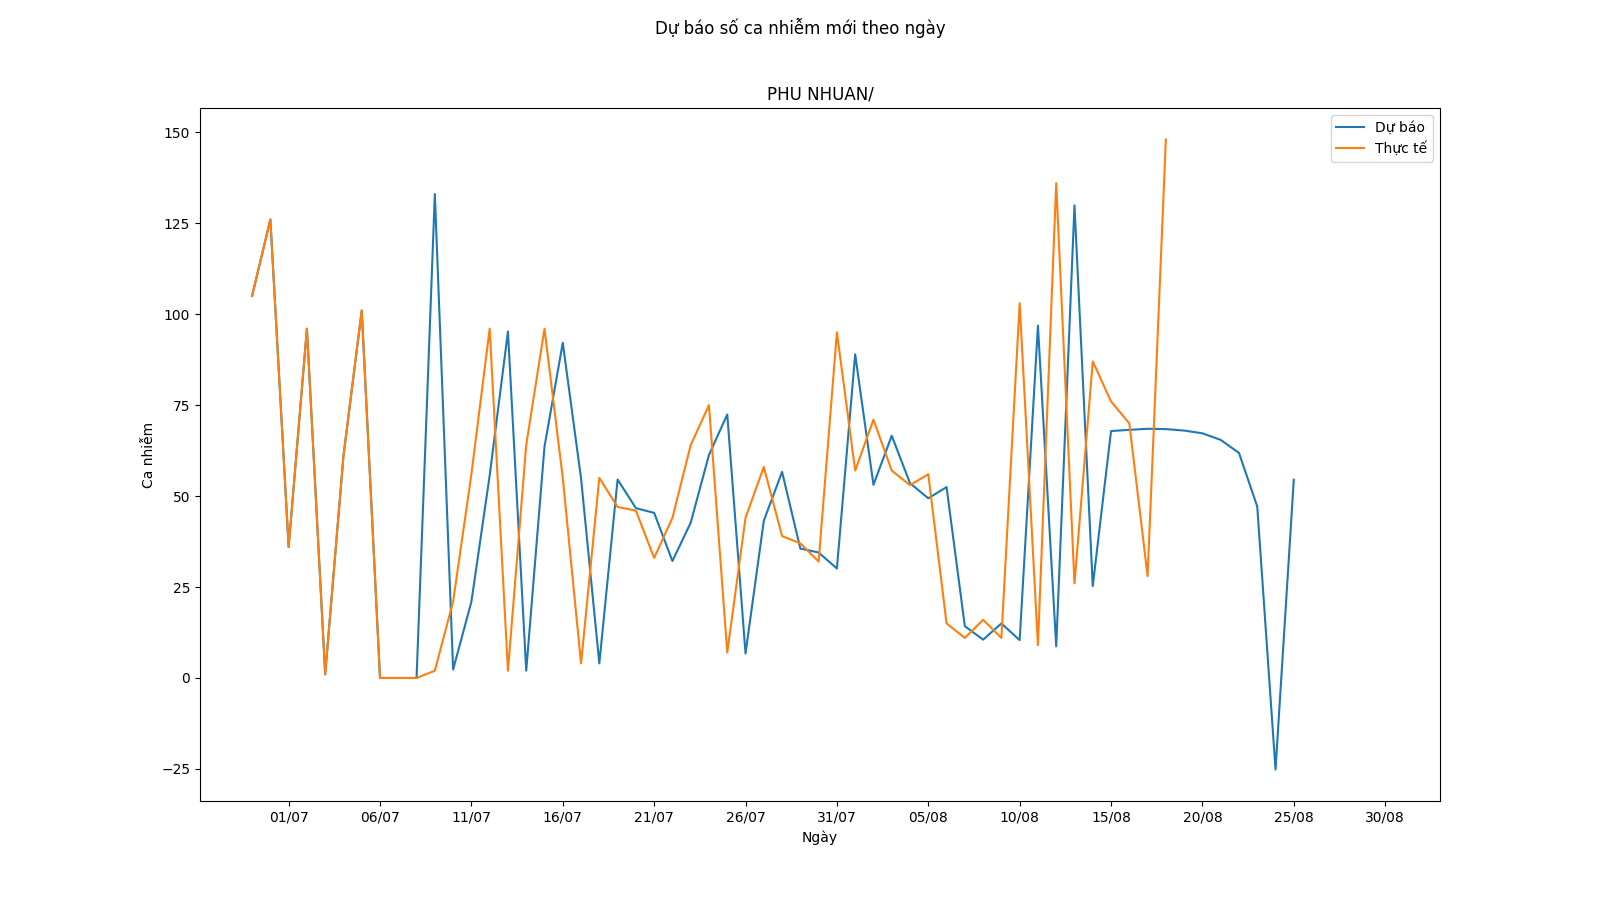 Dự báo số ca nhiễm mới theo ngày
PHU NHUAN/
Dự báo
Thực tế
150
125
100
75
50
25
0
−25
Ca nhiễm
01/07 06/07 11/07 16/07 21/07 26/07 31/07 05/08 10/08 15/08 20/08 25/08 30/08
Ngày